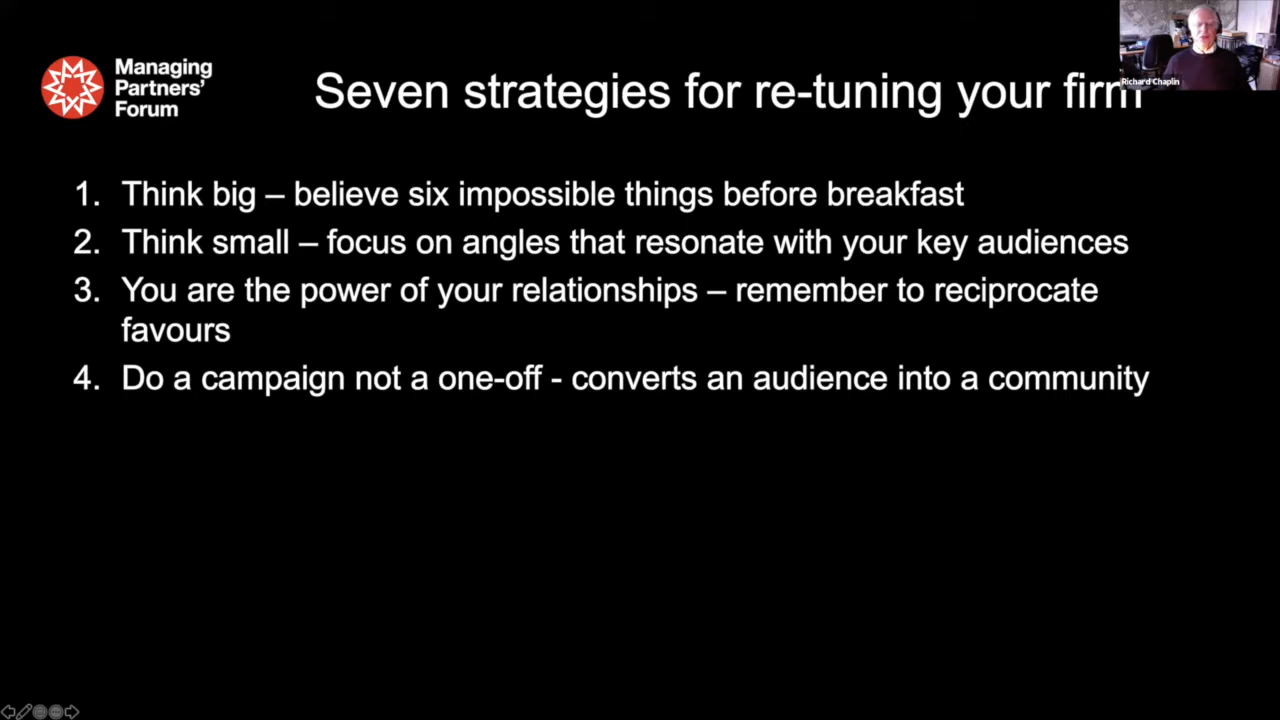 Managing
Partners'
Forum
Seven strategies for re-tuning your firm
Richard Chaplin
1. Think big – believe six impossible things before breakfast
2. Think small – focus on angles that resonate with your key audiences
3. You are the power of your relationships – remember to reciprocate
favours
4. Do a campaign not a one-off - converts an audience into a community